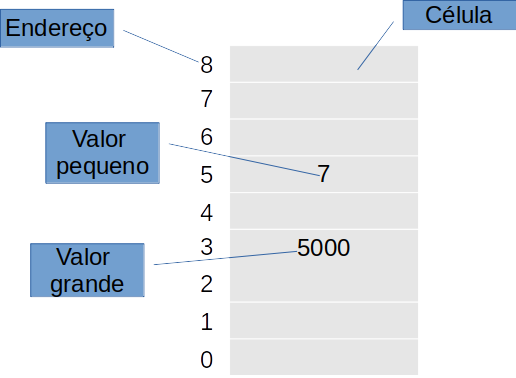 Célula
Endereço
8
7
6
Valor
pequeno
5
7
4
3
5000
Valor
grande
2
1
0